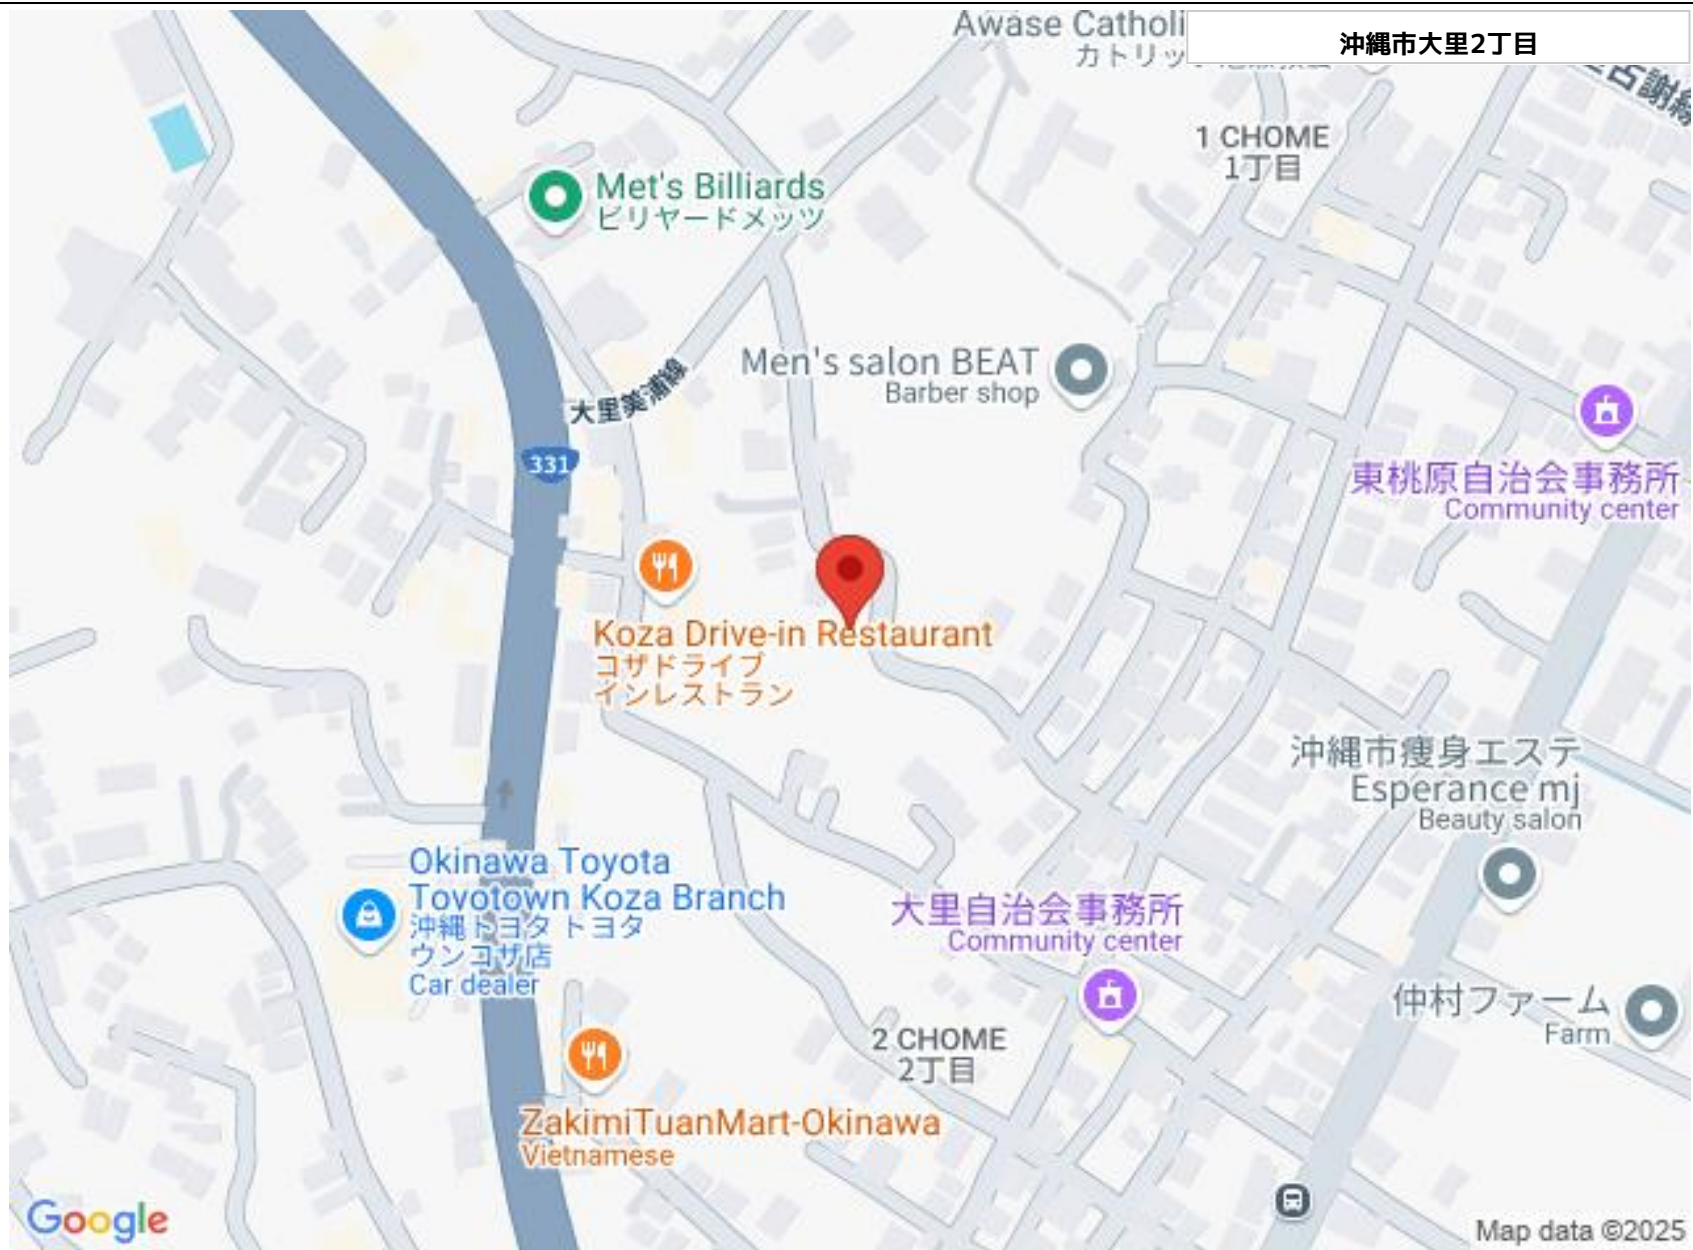 Awase Catholi
カトリッ
沖縄市大里2丁目
古謝線
1 CHOME
1丁目
Met's Billiards
ビリヤードメッツ
Men's salon BEAT
Barber shop
大里美浦線
331
東桃原自治会事務所
Community center
Koza Drive-in Restaurant
コザドライブ
インレストラン
沖縄市痩身エステ
Esperance mj
Beauty salon
Okinawa Toyota
Toyotown Koza Branch
沖縄トヨタ トヨタ
ウンコザ店
Car dealer
大里自治会事務所
Community center
仲村ファーム
Farm
2 CHOME
2丁目
ZakimiTuanMart-Okinawa
Vietnamese
Google
Map data ©2025